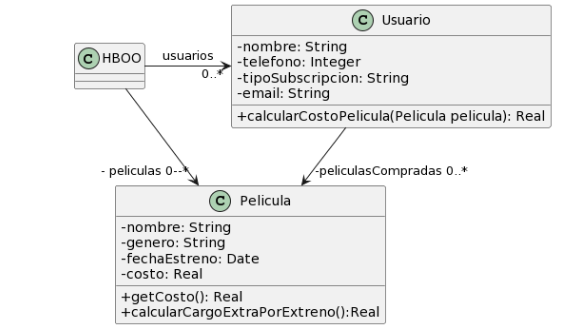 C Usuario
-nombre: String
-telefono: Integer
-tipoSubscripcion: String
-email: String
+calcularCostoPelicula(Pelicula pelicula): Real
C HBOO
usuarios
0..*
- peliculas 0--*
-peliculasCompradas 0..*
C Pelicula
-nombre: String
-genero: String
-fechaEstreno: Date
-costo: Real
+getCosto(): Real
+calcularCargoExtraPorExtreno():Real